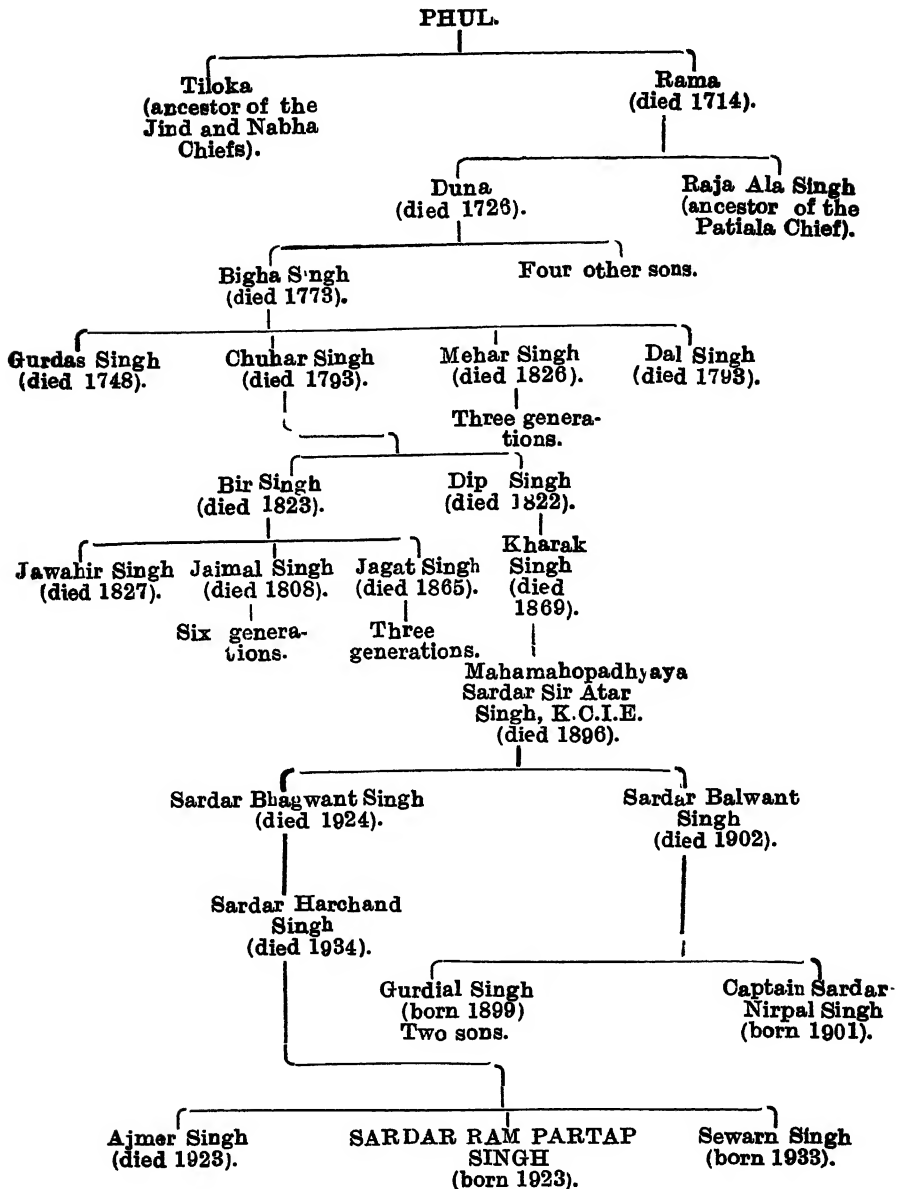 PHUL.
Tiloka
(ancestor of the
Jind and Nabha
Chiefs).
Rama
(died 1714).
Duna
(died 1726).
Raja Ala Singh
(ancestor of the
Patiala Chief).
Bigha S'ngh
(died 1773).
Four other sons.
Gurdas Singh
(died 1748).
Chuhar Singh
(died 1793).
Mehar Singh
(died 1826).
Three genera-
tions.
Dal Singh
(died 1793).
Bir Singh
(died 1823).
Dip Singh
(died 1822).
Jawahir Singh
(died 1827).
Jaimal Singh
(died 1808).
Six genera-
tions.
Jagat Singh
(died 1865).
Three
generations.
Kharak
Singh
(died
1869).
Mahamahopadhyaya
Sardar Sir Atar
Singh, K.C.I.E.
(died 1896).
Sardar Bhagwant Singh
(died 1924).
Sardar Balwant
Singh
(died 1902).
Sardar Harchand
Singh
(died 1934).
Gurdial Singh
(born 1899)
Two sons.
Captain Sardar
Nirpal Singh
(born 1901).
Ajmer Singh
(died 1923).
SARDAR RAM PARTAP
SINGH
(born 1923).
Sewarn Singh
(born 1933).